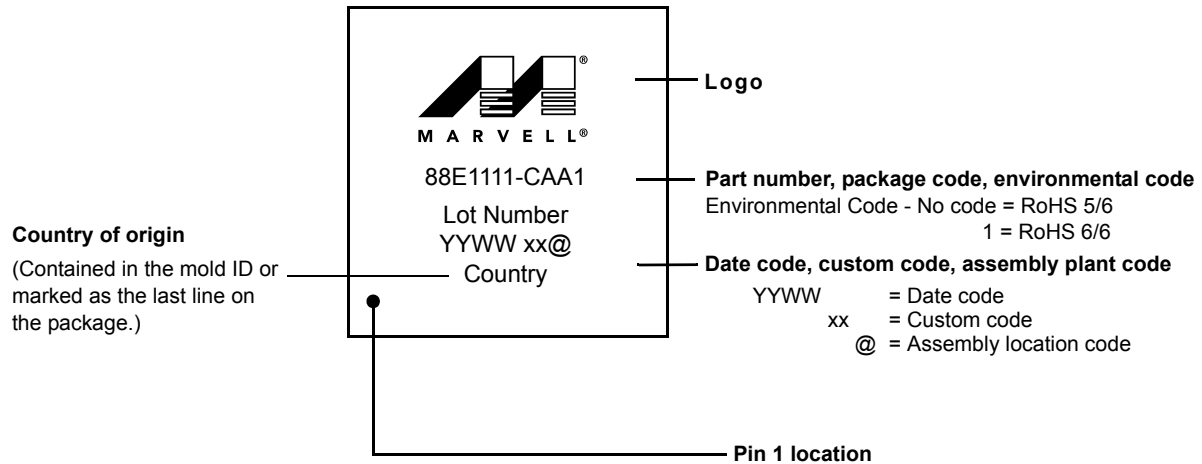 ®
MARVELL®
88E1111-CAA1
Lot Number
YYWW xx@
Country
Logo
Part number, package code, environmental code
Environmental Code - No code = RoHS 5/6
1 = RoHS 6/6
Date code, custom code, assembly plant code
YYWW = Date code
xx = Custom code
@ = Assembly location code
Country of origin
(Contained in the mold ID or
marked as the last line on
the package.)
Pin 1 location